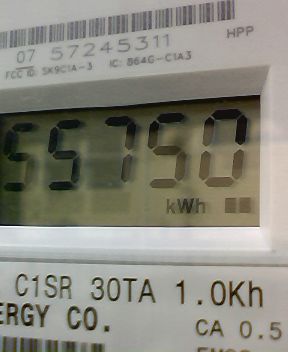 07 57245311 HPP
FCC ID: SK9C1A-3 IC: 864G-C1A3
55750
kWh
C1SR 30TA 1.0Kh
ERGY CO. CA 0.5